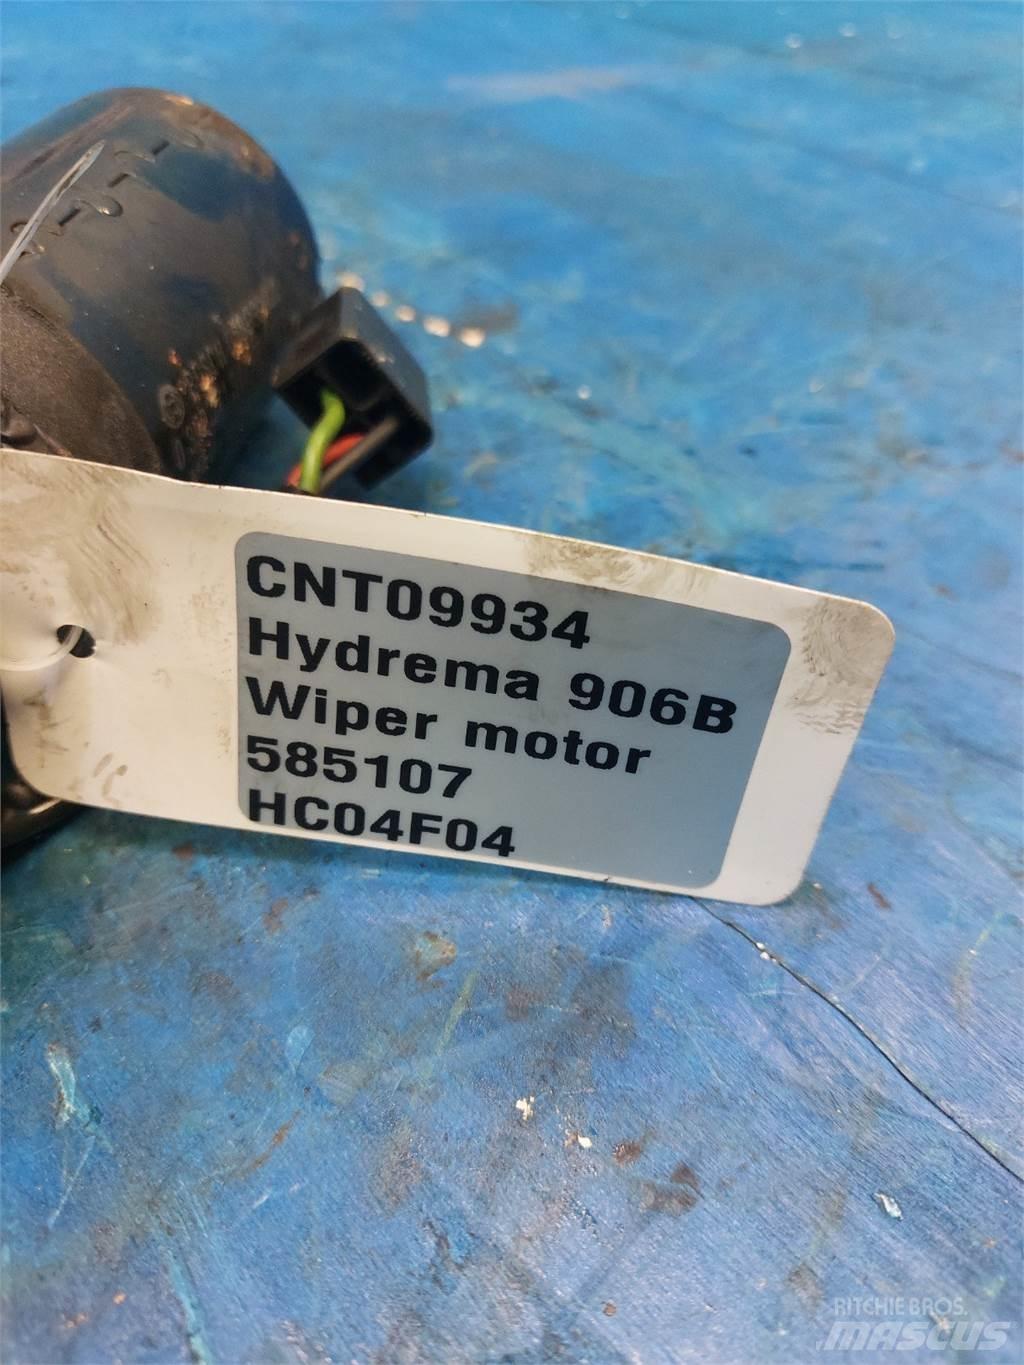 CNT09934
Hydrema 906B
Wiper motor
585107
HC04F04
RITCHIE BROS.
MASCUS